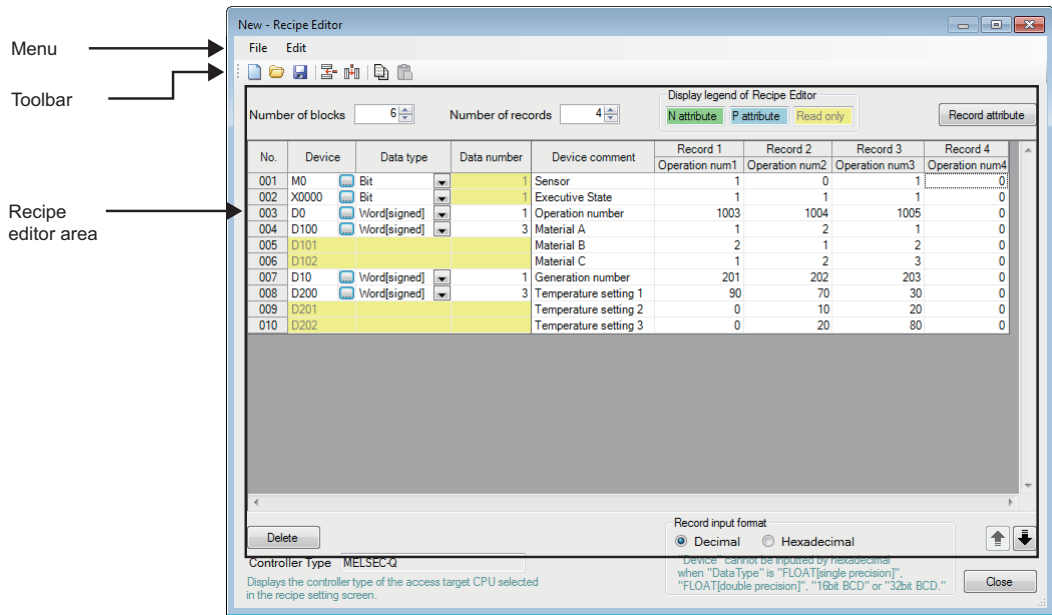 New - Recipe Editor
Menu
File Edit
Toolbar
Display legend of Recipe Editor
Number of blocks 6 Number of records 4 N attribute P attribute Read only Record attribute
No. Device Data type Data number Device comment Record 1 Record 2 Record 3 Record 4
Operation num1 Operation num2 Operation num3 Operation num4
001 M0 ... Bit 1 Sensor 1 0 1 0
002 X0000 ... Bit 1 Executive State 1 1 1 0
003 D0 ... Word[signed] 1 Operation number 1003 1004 1005 0
004 D100 ... Word[signed] 3 Material A 1 2 1 0
005 D101 Material B 2 1 2 0
006 D102 Material C 1 2 3 0
007 D10 ... Word[signed] 1 Generation number 201 202 203 0
008 D200 ... Word[signed] 3 Temperature setting 1 90 70 30 0
009 D201 Temperature setting 2 0 10 20 0
010 D202 Temperature setting 3 0 20 80 0
Recipe
editor area
Record input format
Delete Decimal Hexadecimal
Controller Type MELSEC-Q
Displays the controller type of the access target CPU selected
in the recipe setting screen.
"Device" cannot be inputted by hexadecimal
when "DataType" is "FLOAT[single precision]",
"FLOAT[double precision]", "16bit BCD" or "32bit BCD."
Close